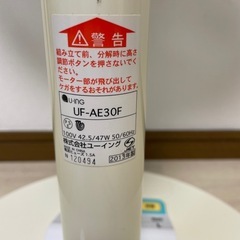 警告
組み立て前、分解時に高さ
調節ボタンを押さないでください。
モーター部が飛び出して
ケガをするおそれあります。
U-ING
UF-AE30F
100V 42.5/47W 50/60Hz
株式会社ユーイング
1.5A
N 120494
2013年製